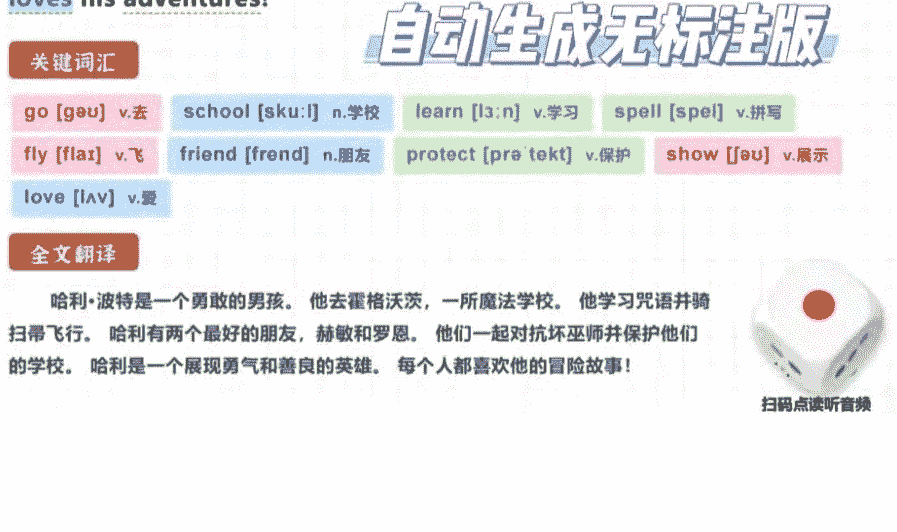 loves his adventures!
自动生成无标注版
关键词汇
go [ɡəʊ] v.去 school [skuːl] n.学校 learn [lɜːn] v.学习 spell [spel] v.拼写
fly [flaɪ] v.飞 friend [frend] n.朋友 protect [prəˈtekt] v.保护 show [ʃəʊ] v.展示
love [lʌv] v.爱
全文翻译
哈利·波特是一个勇敢的男孩。 他去霍格沃茨，一所魔法学校。 他学习咒语并骑
扫帚飞行。 哈利有两个最好的朋友，赫敏和罗恩。 他们一起对抗坏巫师并保护他们
的学校。 哈利是一个展现勇气和善良的英雄。 每个人都喜欢他的冒险故事！
扫码点读听音频